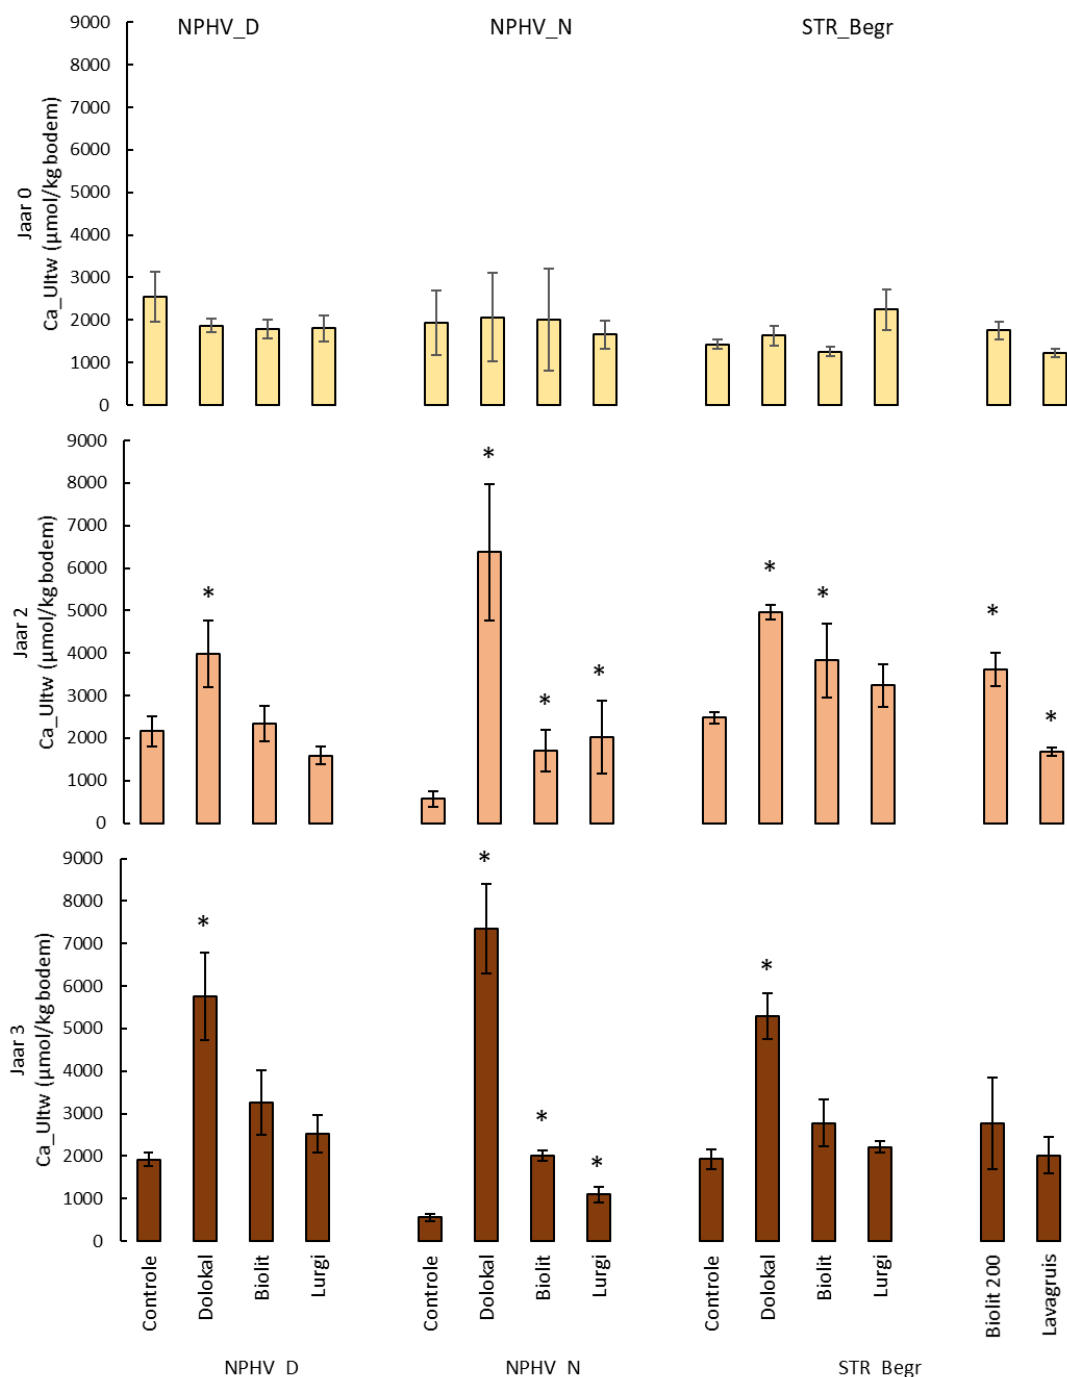 NPHV_D NPHV_N STR_Begr
Jaar 0
Ca_Uitw (µmol/kg bodem)
9000
8000
7000
6000
5000
4000
3000
2000
1000
0
Jaar 2
Ca_Uitw (µmol/kg bodem)
9000
8000
7000
6000
5000
4000
3000
2000
1000
0
* * * * * * * *
Jaar 3
Ca_Uitw (µmol/kg bodem)
9000
8000
7000
6000
5000
4000
3000
2000
1000
0
* * * * *
Controle Dolokal Biolit Lurgi Controle Dolokal Biolit Lurgi Controle Dolokal Biolit Lurgi Biolit 200 Lavagruis
NPHV_D NPHV_N STR_Begr